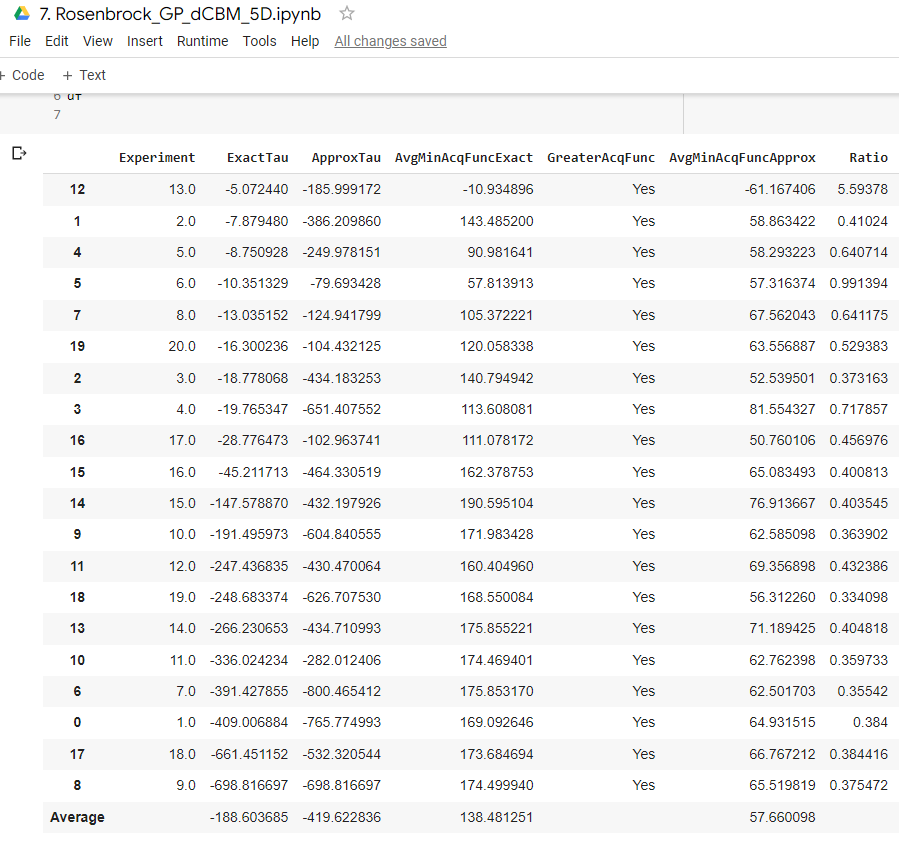 7. Rosenbrock_GP_dCBM_5D.ipynb
File Edit View Insert Runtime Tools Help All changes saved
+ Code + Text
6 df
7
Experiment ExactTau ApproxTau AvgMinAcqFuncExact GreaterAcqFunc AvgMinAcqFuncApprox Ratio
12 13.0 -5.072440 -185.999172 -10.934896 Yes -61.167406 5.59378
1 2.0 -7.879480 -386.209860 143.485200 Yes 58.863422 0.41024
4 5.0 -8.750928 -249.978151 90.981641 Yes 58.293223 0.640714
5 6.0 -10.351329 -79.693428 57.813913 Yes 57.316374 0.991394
7 8.0 -13.035152 -124.941799 105.372221 Yes 67.562043 0.641175
19 20.0 -16.300236 -104.432125 120.058338 Yes 63.556887 0.529383
2 3.0 -18.778068 -434.183253 140.794942 Yes 52.539501 0.373163
3 4.0 -19.765347 -651.407552 113.608081 Yes 81.554327 0.717857
16 17.0 -28.776473 -102.963741 111.078172 Yes 50.760106 0.456976
15 16.0 -45.211713 -464.330519 162.378753 Yes 65.083493 0.400813
14 15.0 -147.578870 -432.197926 190.595104 Yes 76.913667 0.403545
9 10.0 -191.495973 -604.840555 171.983428 Yes 62.585098 0.363902
11 12.0 -247.436835 -430.470064 160.404960 Yes 69.356898 0.432386
18 19.0 -248.683374 -626.707530 168.550084 Yes 56.312260 0.334098
13 14.0 -266.230653 -434.710993 175.855221 Yes 71.189425 0.404818
10 11.0 -336.024234 -282.012406 174.469401 Yes 62.762398 0.359733
6 7.0 -391.427855 -800.465412 175.853170 Yes 62.501703 0.35542
0 1.0 -409.006884 -765.774993 169.092646 Yes 64.931515 0.384
17 18.0 -661.451152 -532.320544 173.684694 Yes 66.767212 0.384416
8 9.0 -698.816697 -698.816697 174.499940 Yes 65.519819 0.375472
Average -188.603685 -419.622836 138.481251 57.660098